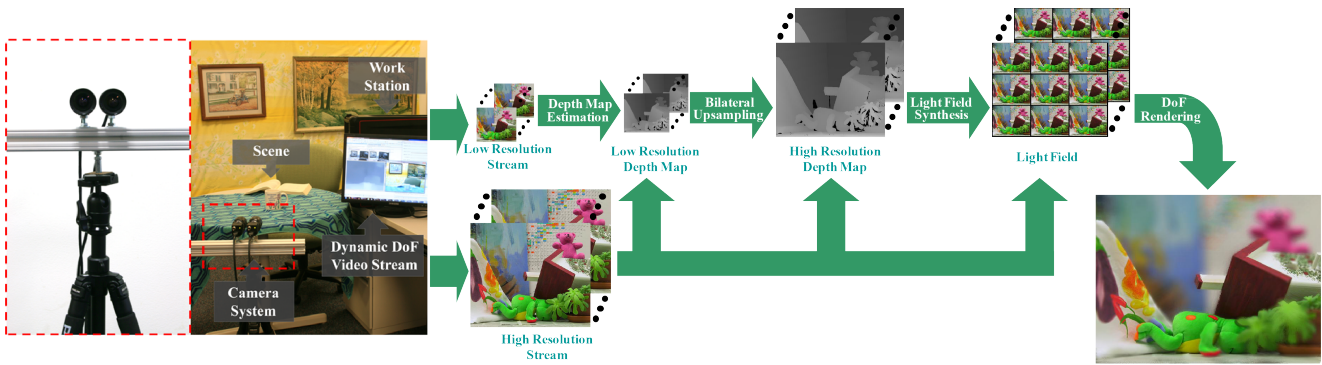 Work
Station
Scene
Dynamic DoF
Video Stream
Camera
System
Low Resolution
Stream
High Resolution
Stream
Depth Map
Estimation
Low Resolution
Depth Map
Bilateral
Upsampling
High Resolution
Depth Map
Light Field
Synthesis
Light Field
DoF
Rendering